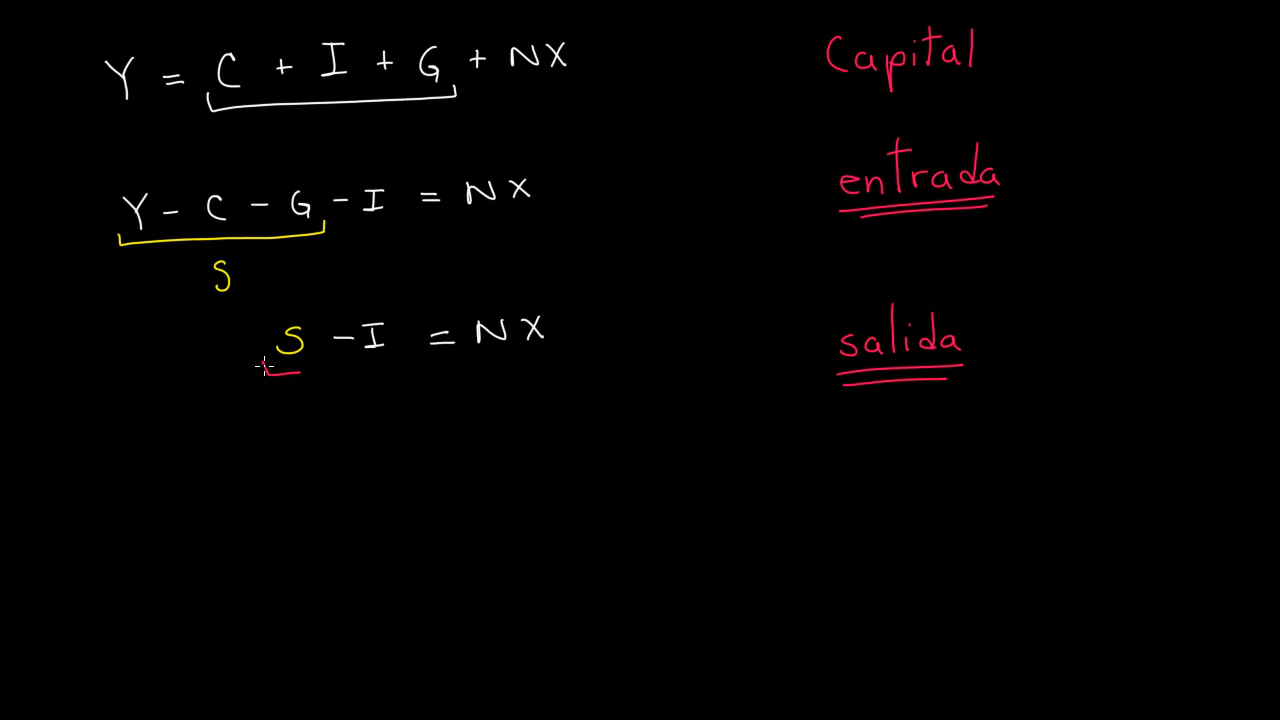 Y = C + I + G + NX
Capital
Y - C - G - I = NX
entrada
S
S - I = NX
salida